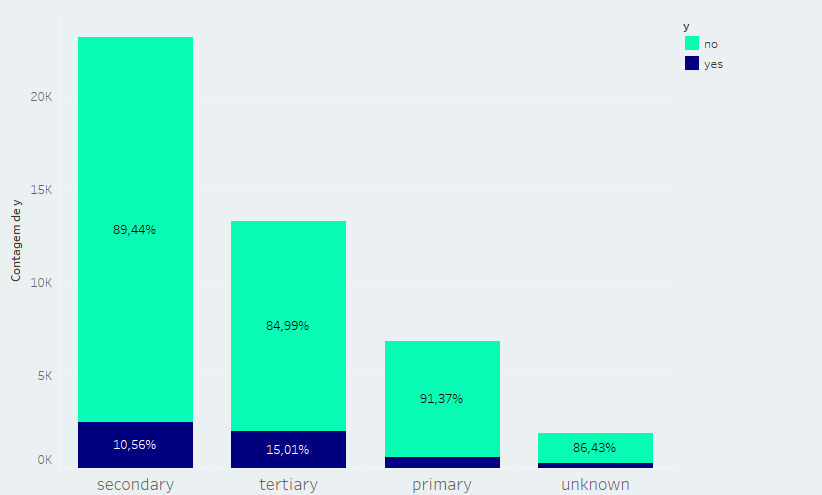 y
no
yes
20K
15K
10K
5K
0K
Contagem de y
89,44%
10,56%
84,99%
15,01%
91,37%
86,43%
secondary
tertiary
primary
unknown